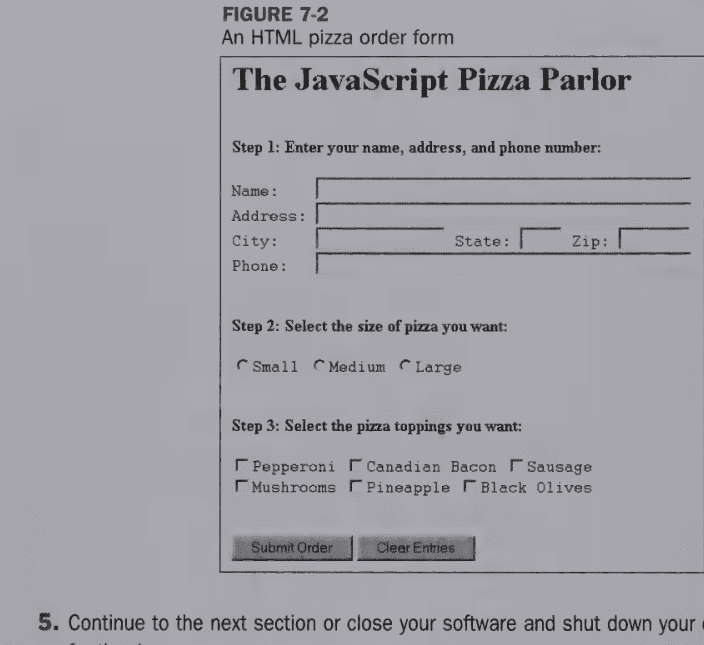 FIGURE 7-2
An HTML pizza order form
The JavaScript Pizza Parlor
Step 1: Enter your name, address, and phone number:
Name:
Address:
City: State: Zip:
Phone:
Step 2: Select the size of pizza you want:
Small Medium Large
Step 3: Select the pizza toppings you want:
Pepperoni Canadian Bacon Sausage
Mushrooms Pineapple Black Olives
Submit Order Clear Entries
5. Continue to the next section or close your software and shut down your